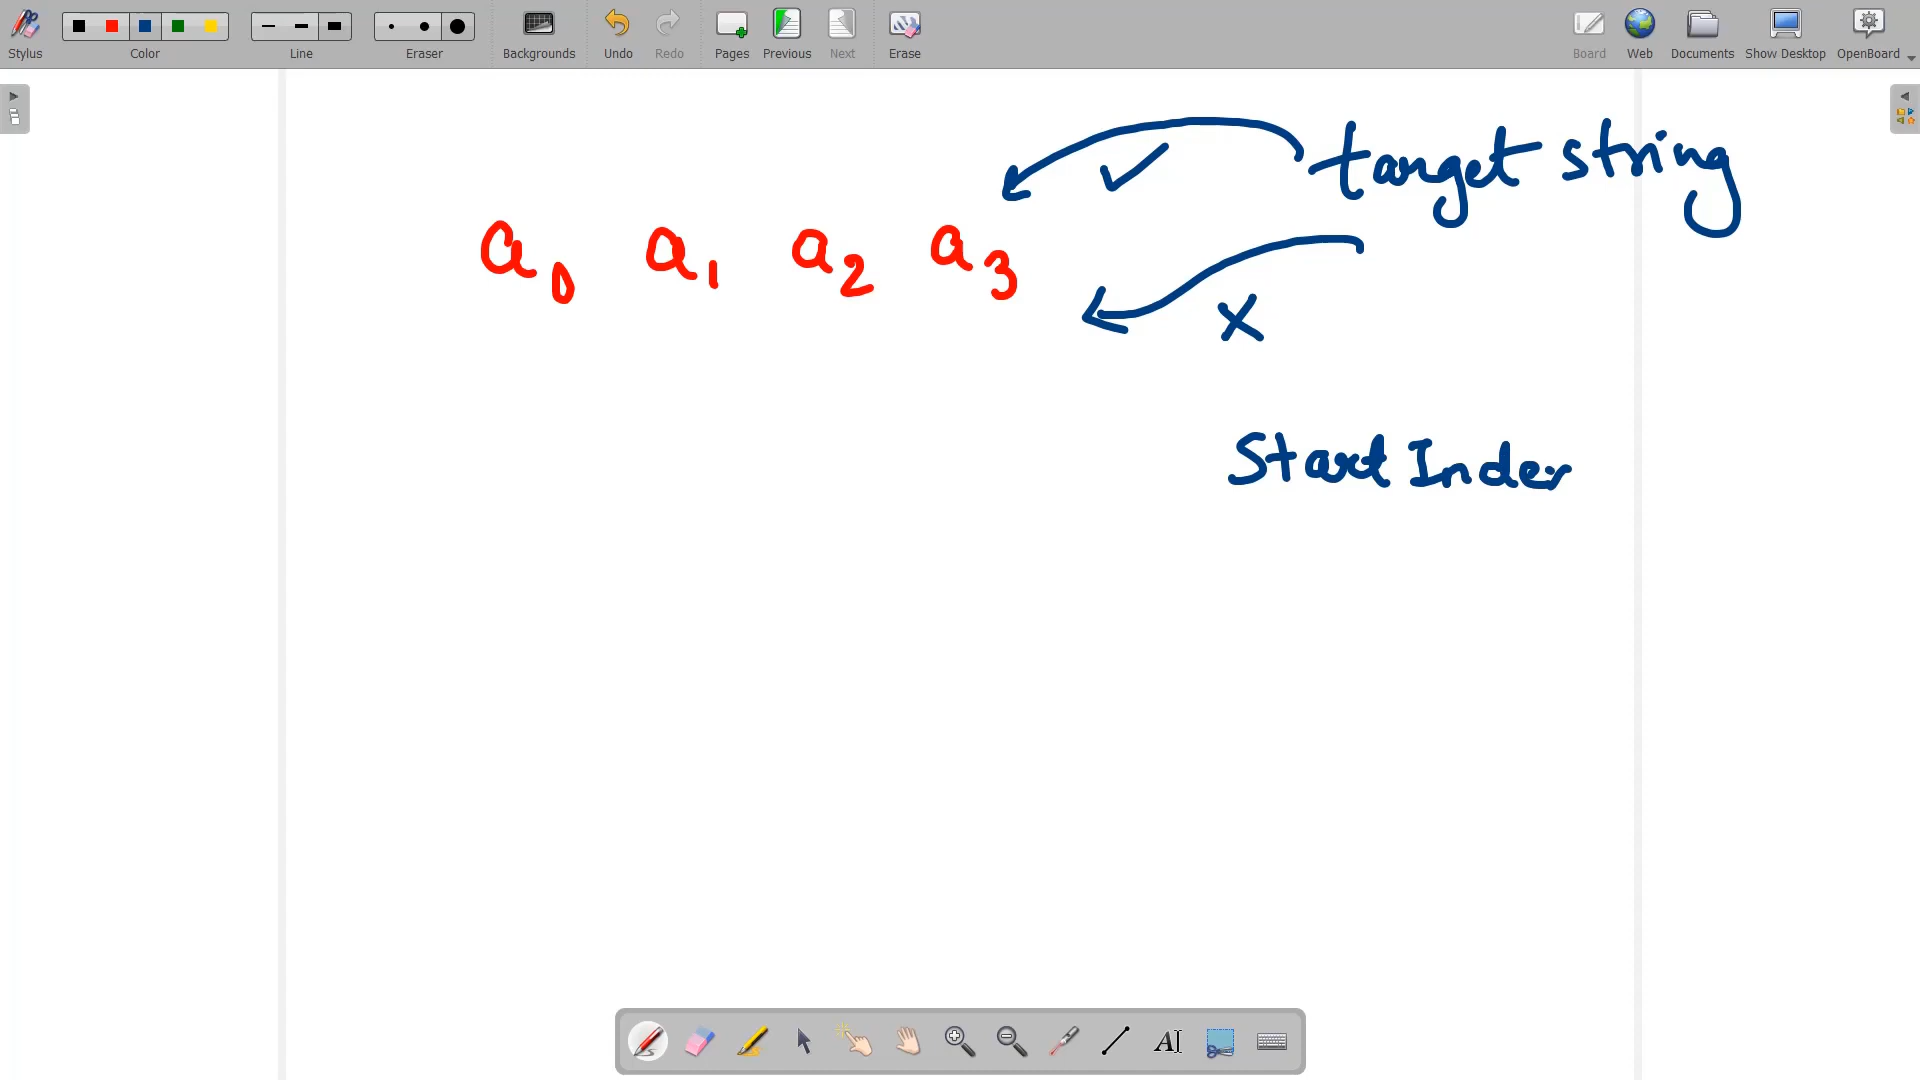 Stylus Color Line Eraser Backgrounds Undo Redo Pages Previous Next Erase Board Web Documents Show Desktop OpenBoard
target string
a0 a1 a2 a3
Start Index